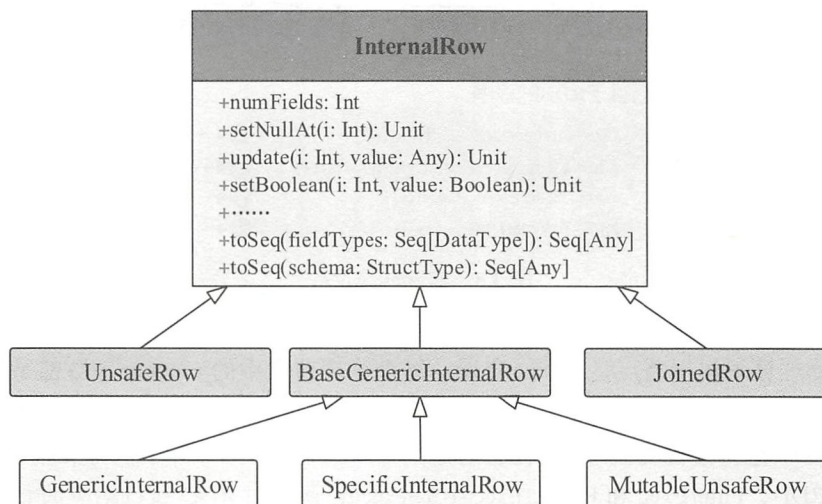 InternalRow
+numFields: Int
+setNullAt(i: Int): Unit
+update(i: Int, value: Any): Unit
+setBoolean(i: Int, value: Boolean): Unit
+⋯⋯
+toSeq(fieldTypes: Seq[DataType]): Seq[Any]
+toSeq(schema: StructType): Seq[Any]
UnsafeRow
BaseGenericInternalRow
JoinedRow
GenericInternalRow
SpecificInternalRow
MutableUnsafeRow